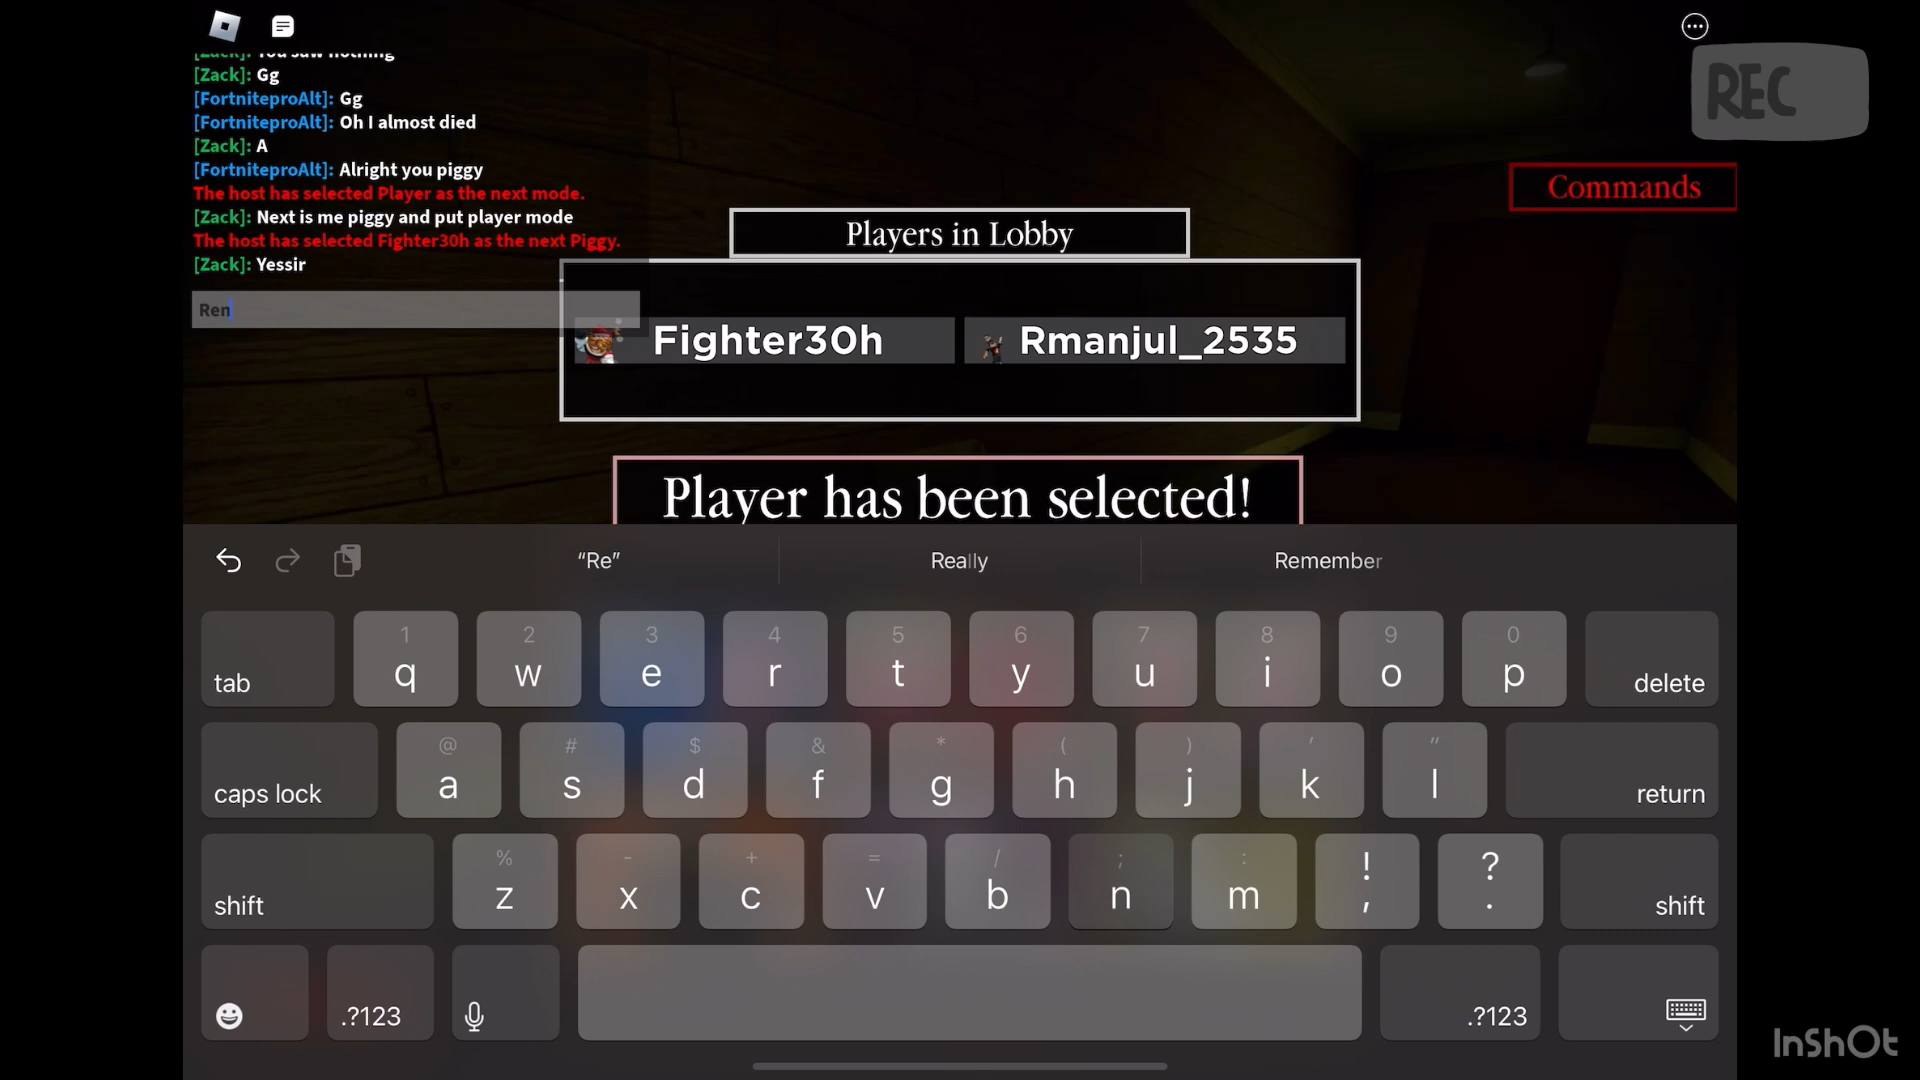 [Zack]: You saw nothing
[Zack]: Gg
[FortniteproAlt]: Gg
[FortniteproAlt]: Oh I almost died
[Zack]: A
[FortniteproAlt]: Alright you piggy
The host has selected Player as the next mode.
[Zack]: Next is me piggy and put player mode
The host has selected Fighter30h as the next Piggy.
[Zack]: Yessir
Ren
REC
Commands
Players in Lobby
Fighter30h Rmanjul_2535
Player has been selected!
“Re” Really Remember
1 2 3 4 5 6 7 8 9 0
tab q w e r t y u i o p delete
@ # $ & * ( ) ' "
caps lock a s d f g h j k l return
% - + = / ; : ! ?
shift z x c v b n m , . shift
.?123 .?123
InShOt